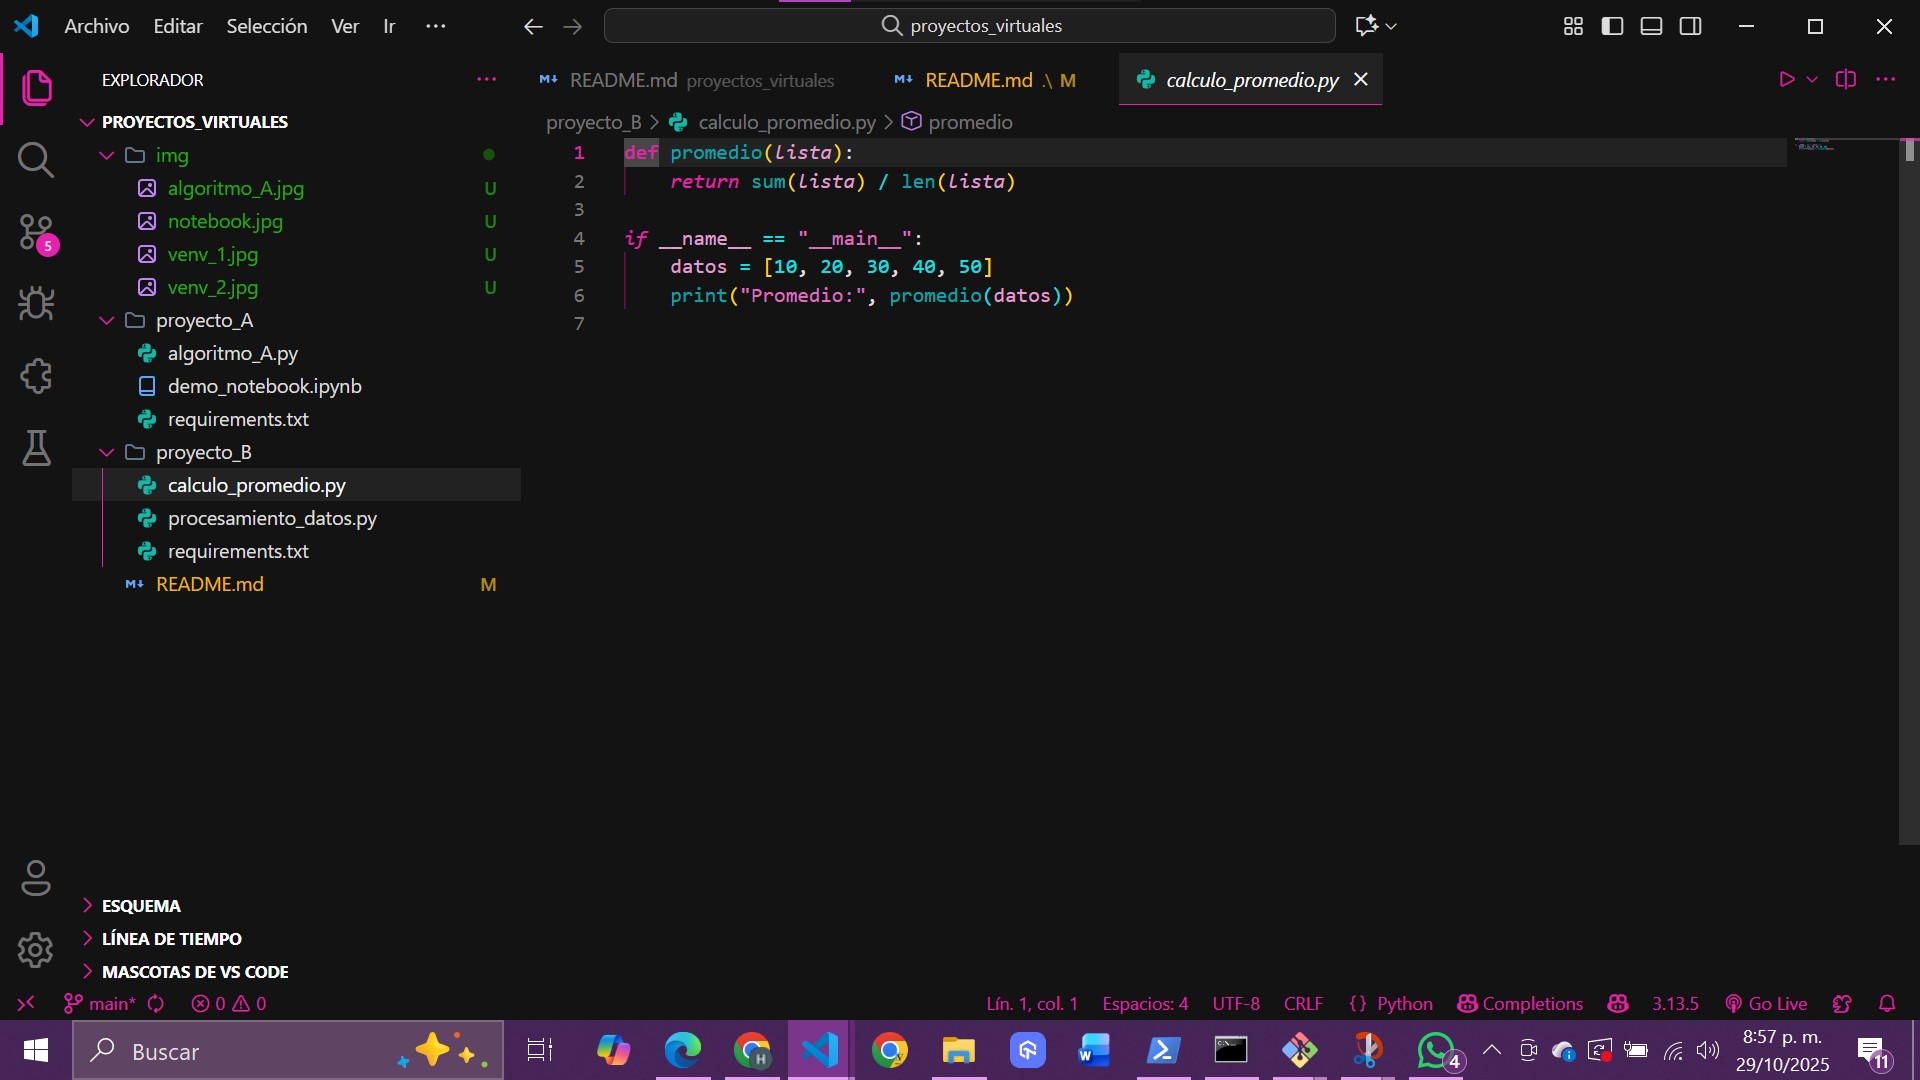 Archivo Editar Selección Ver Ir ··· proyectos_virtuales
EXPLORADOR ···
PROYECTOS_VIRTUALES
img
algoritmo_A.jpg U
notebook.jpg U
venv_1.jpg U
venv_2.jpg U
proyecto_A
algoritmo_A.py
demo_notebook.ipynb
requirements.txt
proyecto_B
calculo_promedio.py
procesamiento_datos.py
requirements.txt
README.md M
5
ESQUEMA
LÍNEA DE TIEMPO
MASCOTAS DE VS CODE
README.md proyectos_virtuales README.md .\ M calculo_promedio.py
proyecto_B > calculo_promedio.py > promedio
1 def promedio(lista):
2 return sum(lista) / len(lista)
3
4 if __name__ == "__main__":
5 datos = [10, 20, 30, 40, 50]
6 print("Promedio:", promedio(datos))
7
main* 0 0 Lín. 1, col. 1 Espacios: 4 UTF-8 CRLF {} Python Completions 3.13.5 Go Live
Buscar 4 8:57 p. m.
29/10/2025 11